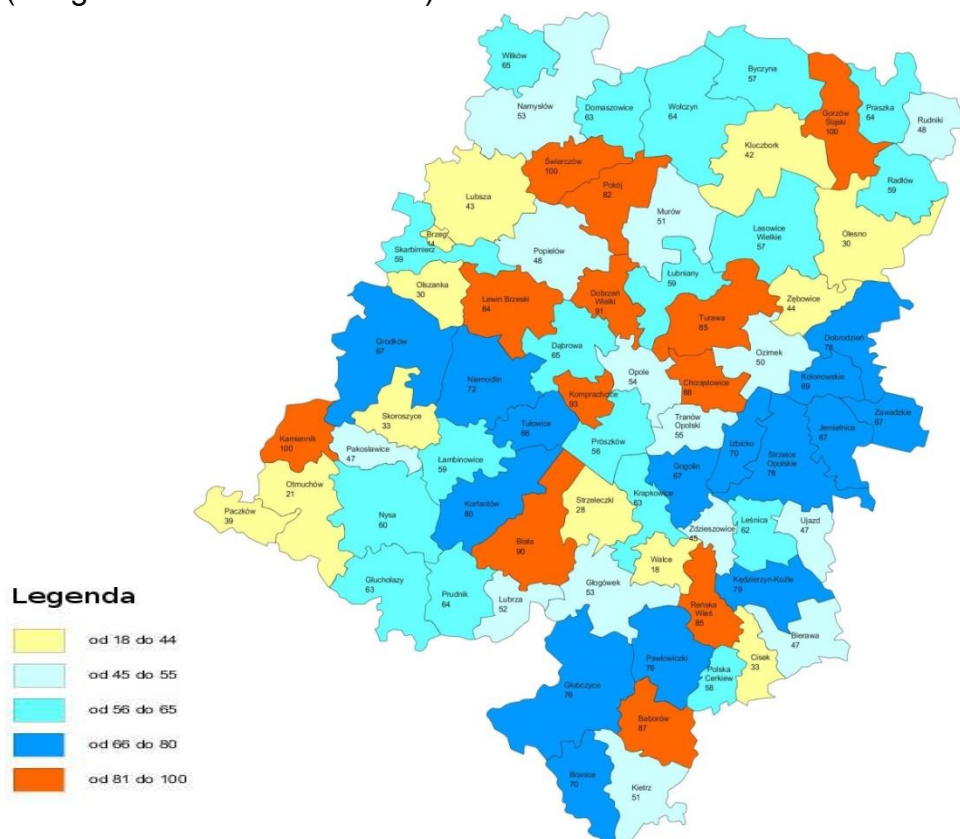 Wilków
65
Namysłów
53
Domaszowice
63
Wołczyn
64
Byczyna
57
Gorzów
Śląski
100
Praszka
64
Rudniki
48
Kluczbork
42
Radłów
59
Świerczów
100
Pokój
82
Lubsza
43
Murów
51
Lasowice
Wielkie
57
Olesno
30
Brzeg
Skarbimierz
59
Popielów
48
Łubniany
59
Olszanka
30
Lewin Brzeski
84
Dobrzeń
Wielki
91
Turawa
85
Zębowice
44
Dobrodzień
Grodków
67
Dąbrowa
65
Ozimek
50
Niemodlin
72
Opole
54
Chrząstowice
88
Kolonowskie
69
Komprachcice
93
Skoroszyce
33
Tułowice
66
Tranów
Opolski
55
Zawadzkie
67
Jemielnica
67
Kamiennik
100
Pakosławice
47
Prószków
56
Izbicko
70
Strzelce
Opolskie
78
Łambinowice
59
Gogolin
67
Otmuchów
21
Korfantów
80
Krapkowice
63
Paczków
39
Nysa
60
Strzeleczki
28
Zdzieszowice
45
Leśnica
62
Ujazd
47
Biała
90
Walce
18
Kędzierzyn-Koźle
79
Głuchołazy
63
Prudnik
64
Lubrza
52
Głogówek
53
Reńska
Wieś
85
Bierawa
47
Cisek
33
Pawłowiczki
76
Polska
Cerkiew
58
Głubczyce
76
Baborów
87
Branice
70
Kietrz
51
Legenda
od 18 do 44
od 45 do 55
od 56 do 65
od 66 do 80
od 81 do 100